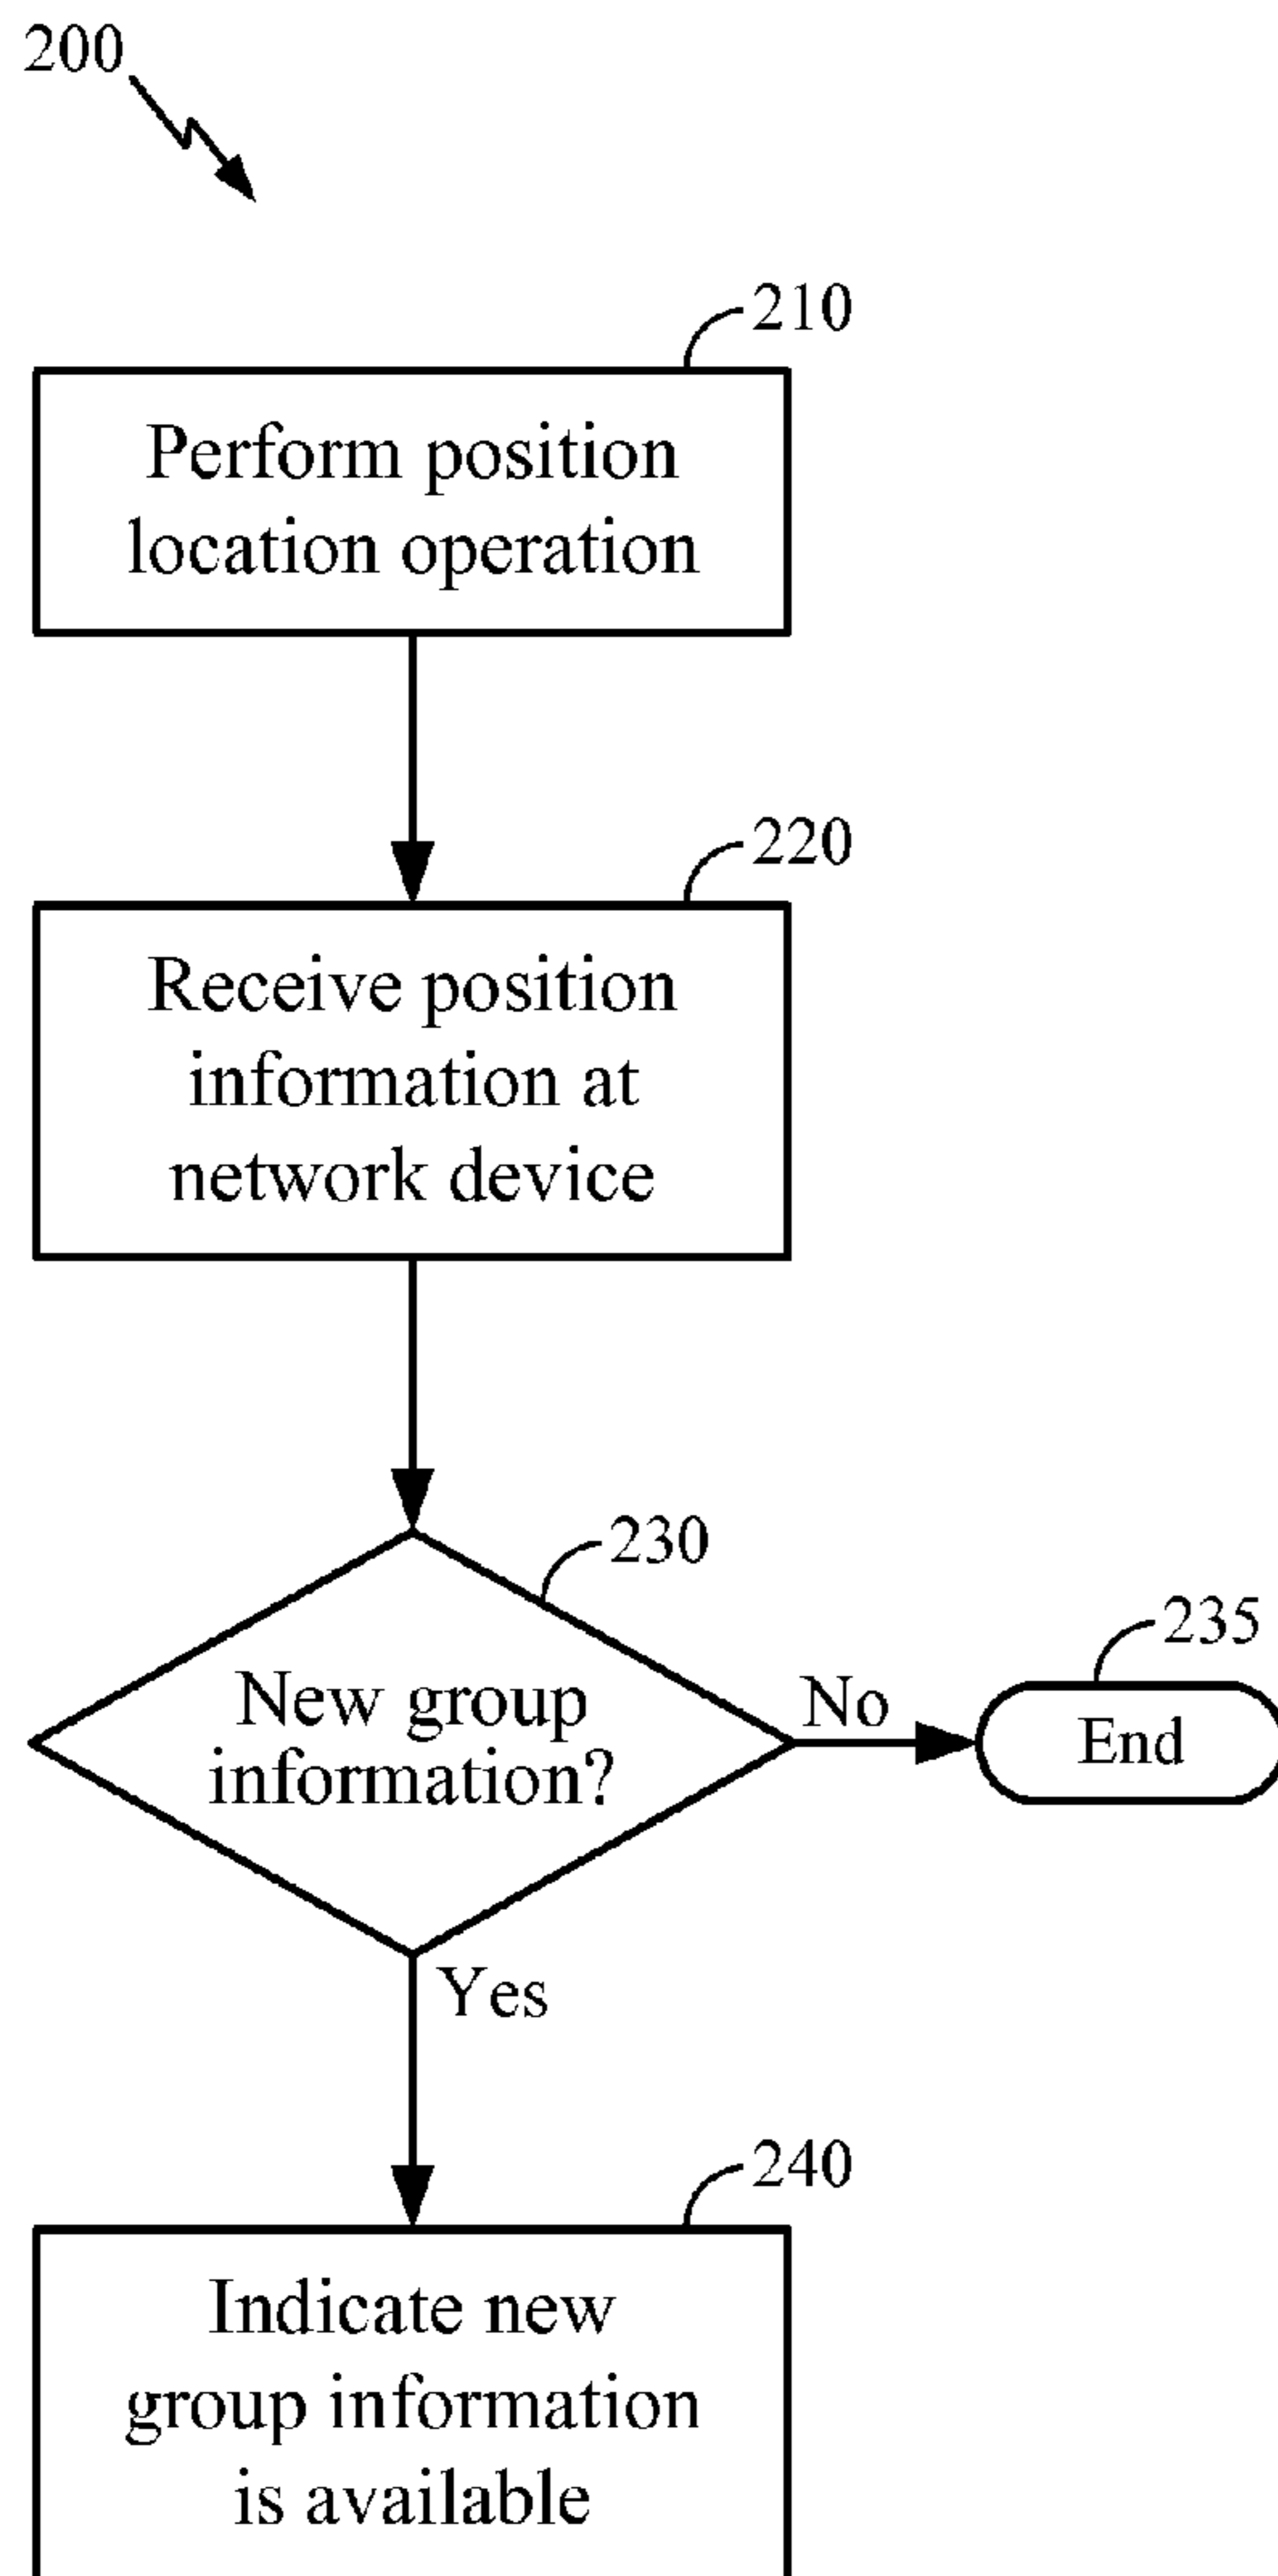 200
210
Perform position
location operation
220
Receive position
information at
network device
230
New group
information?
No
235
End
Yes
240
Indicate new
group information
is available